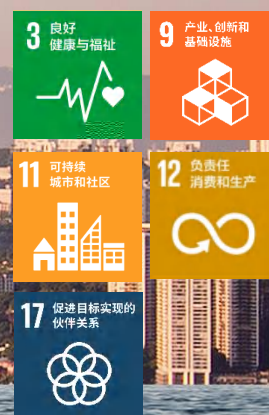 3 良好
健康与福祉
9 产业、创新和
基础设施
11 可持续
城市和社区
12 负责任
消费和生产
17 促进目标实现的
伙伴关系